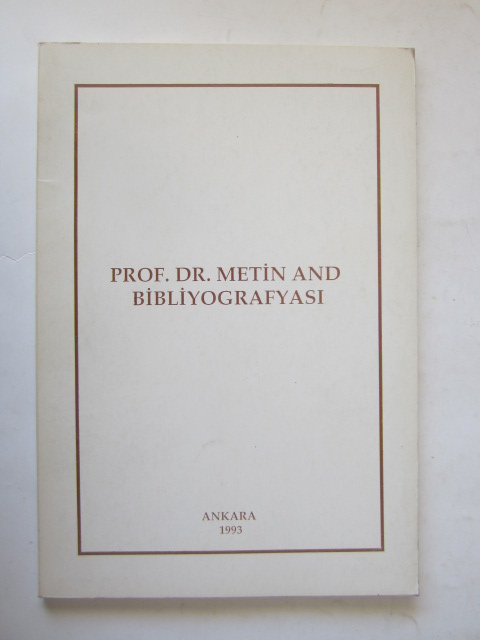 PROF. DR. METİN AND
BİBLİYOGRAFYASI
ANKARA
1993